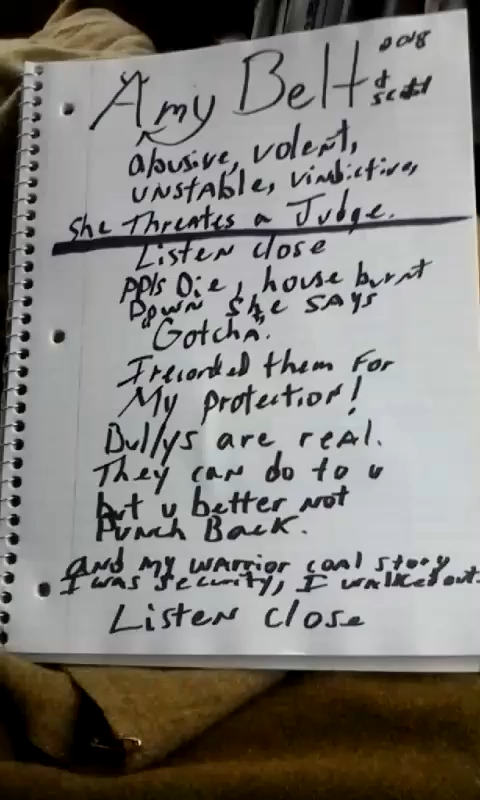 Amy Belt 2018
& scott
abusive, volent,
unstable, vindictive,
She Threates a Judge.
Listen close
ppls Die, house burnt
Down she says
"Gotcha".
I recorded them for
My protection!
Bullys are real.
They can do to u
but u better not
Punch Back.
and my warrior coal story
I was security, I walked out.
Listen close